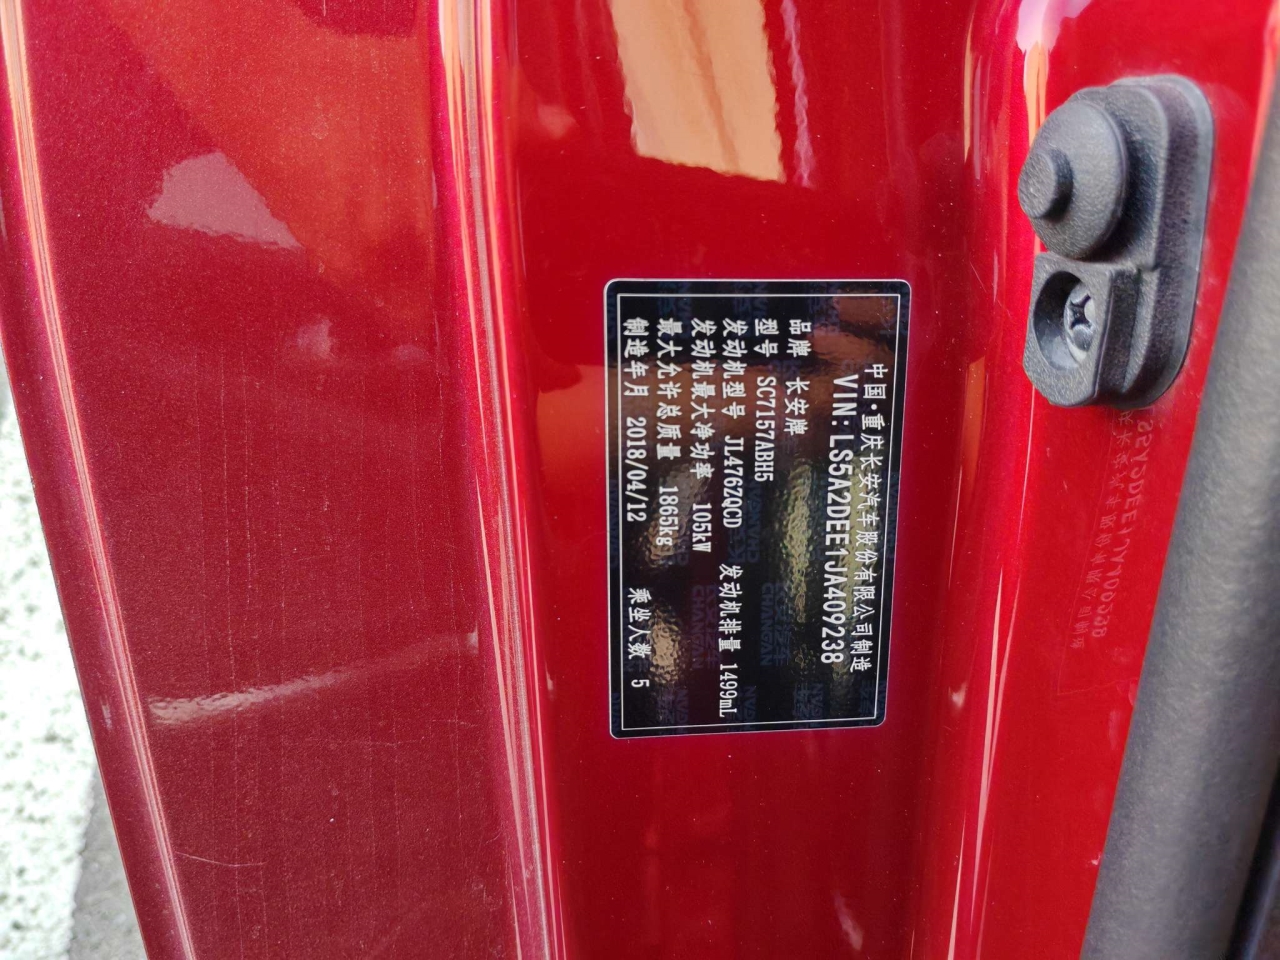 中国·重庆长安汽车股份有限公司制造
VIN: LS5A2DEE1JA409238
品牌 长安牌
型号 SC7157ABH5
发动机型号 JL476ZQCD 发动机排量 1499mL
发动机最大净功率 105kW
最大允许总质量 1865kg
制造年月 2018/04/12 乘坐人数 5
CHANGAN